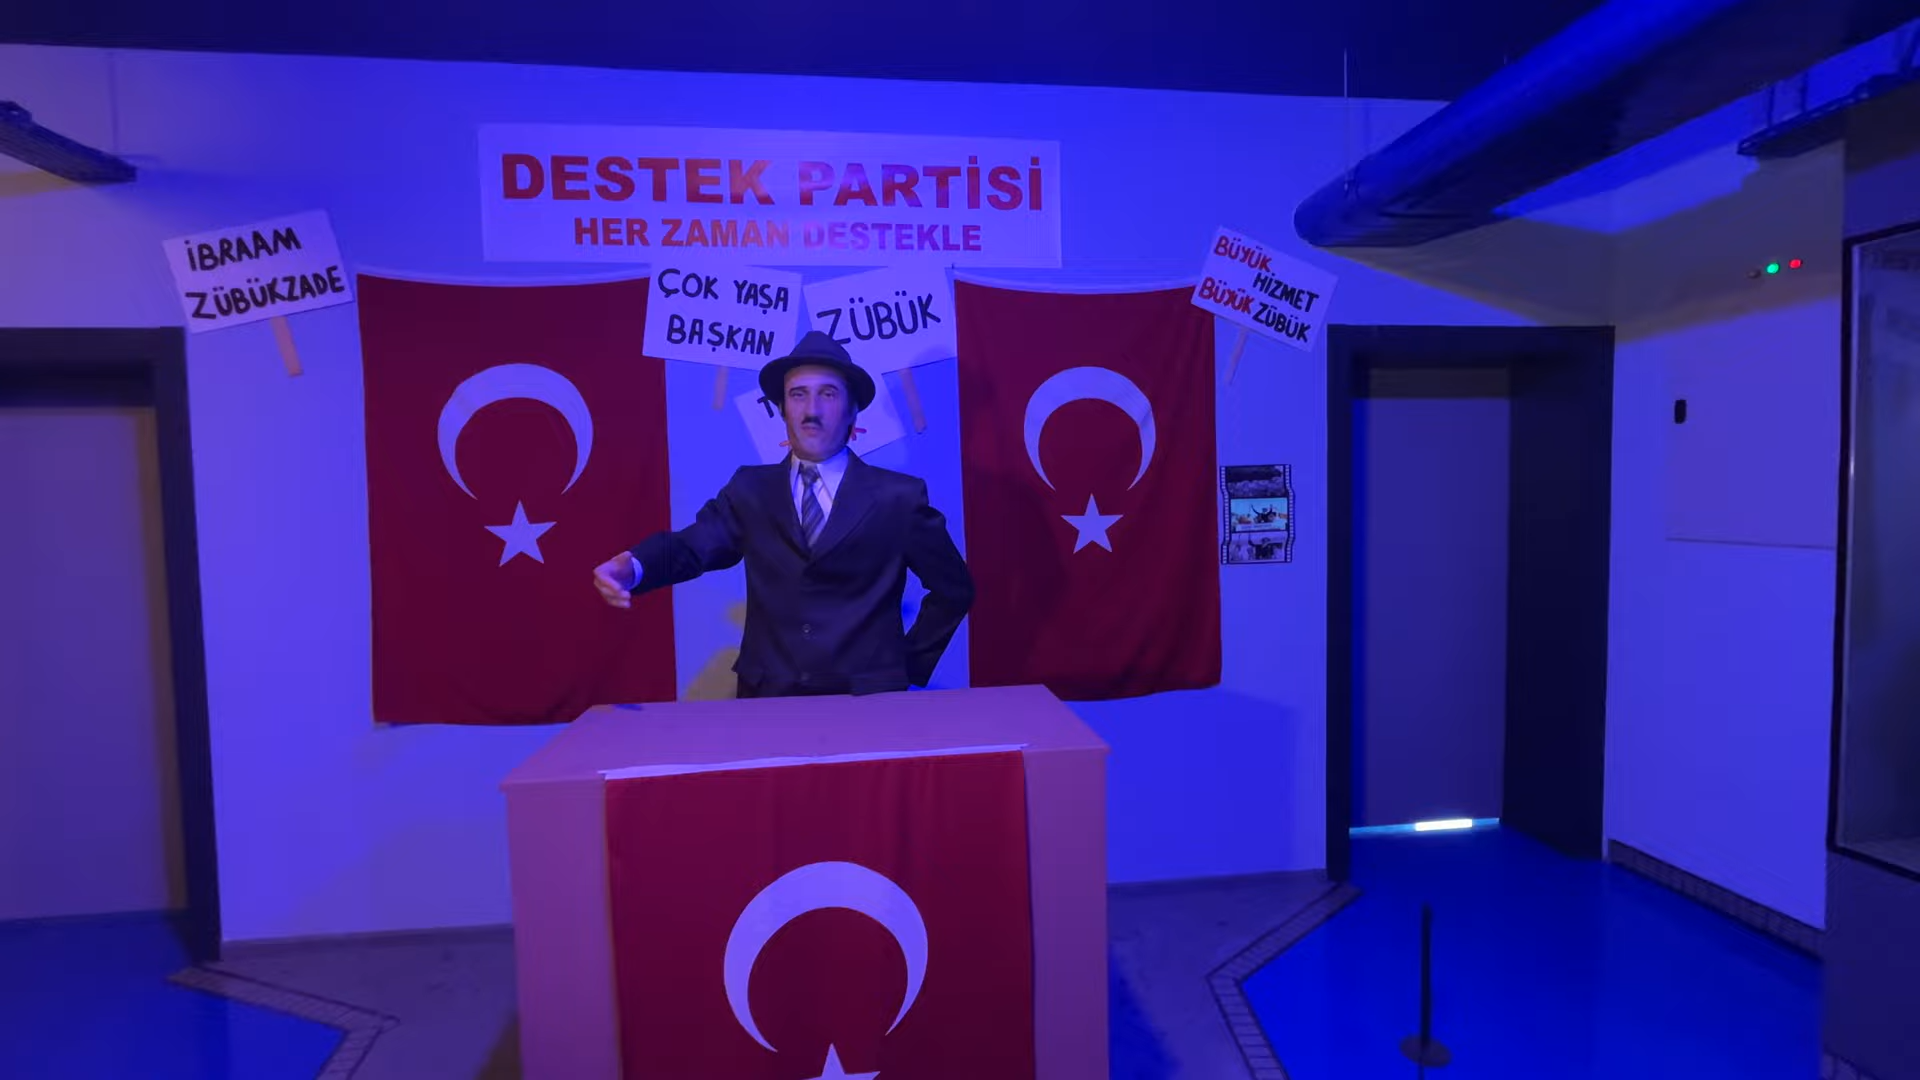 DESTEK PARTİSİ
HER ZAMAN DESTEKLE
İBRAAM
ZÜBÜKZADE
ÇOK YAŞA
BAŞKAN
ZÜBÜK
BÜYÜK
HİZMET
BÜYÜK ZÜBÜK